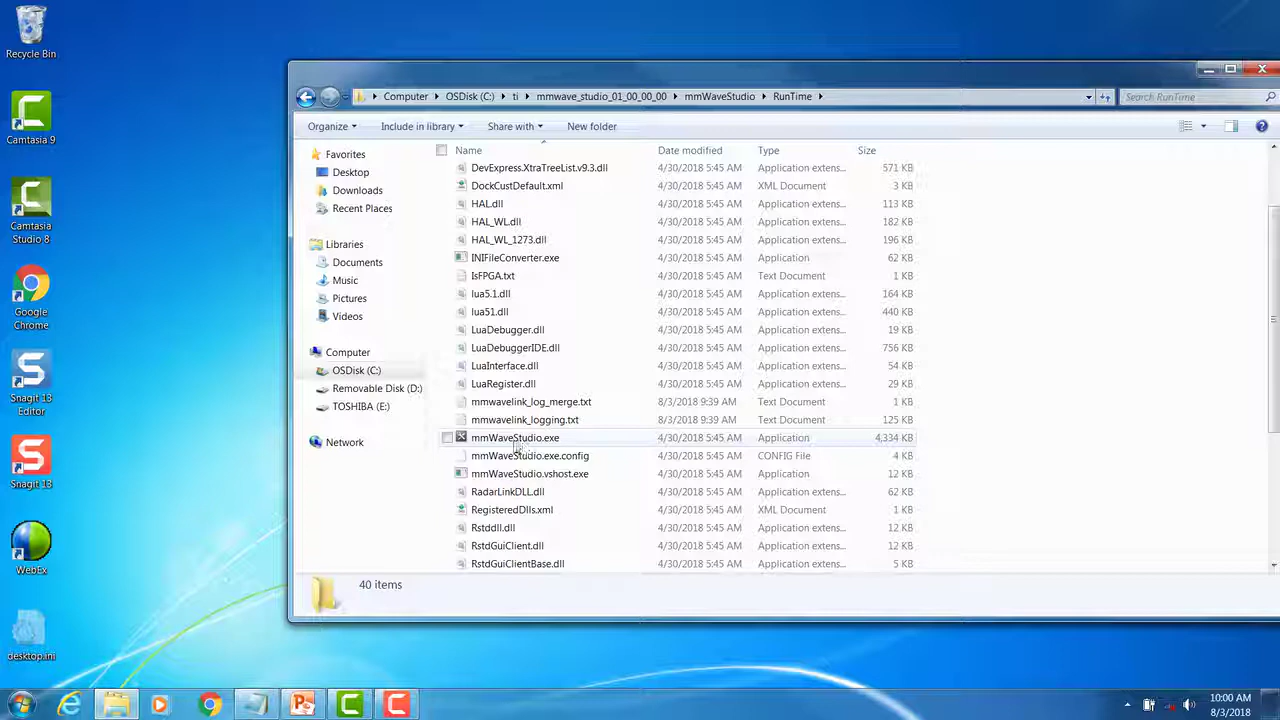 Recycle Bin
Camtasia 9
Camtasia
Studio 8
Google
Chrome
Snagit 13
Editor
Snagit 13
WebEx
desktop.ini
Computer
OSDisk (C:)
ti
mmwave_studio_01_00_00_00
mmWaveStudio
RunTime
Search RunTime
Organize
Include in library
Share with
New folder
Favorites
Desktop
Downloads
Recent Places
Libraries
Documents
Music
Pictures
Videos
Computer
OSDisk (C:)
Removable Disk (D:)
TOSHIBA (E:)
Network
Name Date modified Type Size
DevExpress.XtraTreeList.v9.3.dll 4/30/2018 5:45 AM Application extens... 571 KB
DockCustDefault.xml 4/30/2018 5:45 AM XML Document 3 KB
HAL.dll 4/30/2018 5:45 AM Application extens... 113 KB
HAL_WL.dll 4/30/2018 5:45 AM Application extens... 182 KB
HAL_WL_1273.dll 4/30/2018 5:45 AM Application extens... 196 KB
INIFileConverter.exe 4/30/2018 5:45 AM Application 62 KB
IsFPGA.txt 4/30/2018 5:45 AM Text Document 1 KB
lua5.1.dll 4/30/2018 5:45 AM Application extens... 164 KB
lua51.dll 4/30/2018 5:45 AM Application extens... 440 KB
LuaDebugger.dll 4/30/2018 5:45 AM Application extens... 19 KB
LuaDebuggerIDE.dll 4/30/2018 5:45 AM Application extens... 756 KB
LuaInterface.dll 4/30/2018 5:45 AM Application extens... 54 KB
LuaRegister.dll 4/30/2018 5:45 AM Application extens... 29 KB
mmwavelink_log_merge.txt 8/3/2018 9:39 AM Text Document 1 KB
mmwavelink_logging.txt 8/3/2018 9:39 AM Text Document 125 KB
mmWaveStudio.exe 4/30/2018 5:45 AM Application 4,334 KB
mmWaveStudio.exe.config 4/30/2018 5:45 AM CONFIG File 4 KB
mmWaveStudio.vshost.exe 4/30/2018 5:45 AM Application 12 KB
RadarLinkDLL.dll 4/30/2018 5:45 AM Application extens... 62 KB
RegisteredDlls.xml 4/30/2018 5:45 AM XML Document 1 KB
Rstddll.dll 4/30/2018 5:45 AM Application extens... 12 KB
RstdGuiClient.dll 4/30/2018 5:45 AM Application extens... 12 KB
RstdGuiClientBase.dll 4/30/2018 5:45 AM Application extens... 5 KB
40 items
10:00 AM
8/3/2018